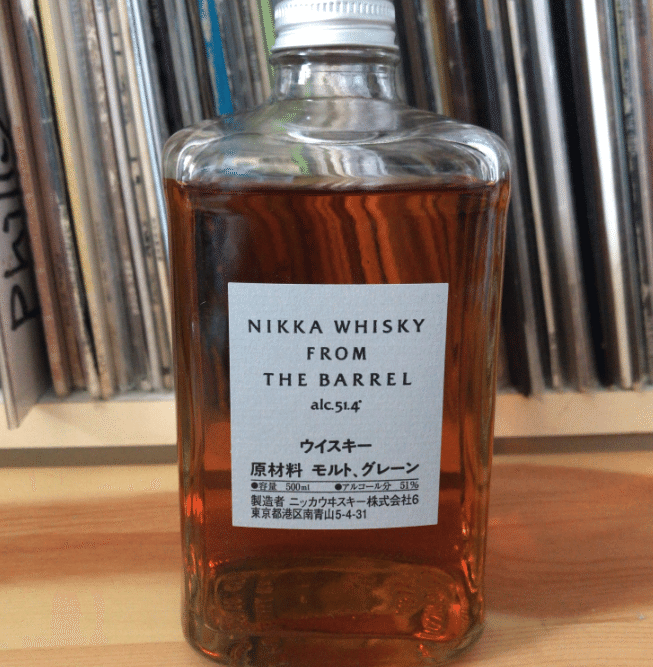 Phillis
NIKKA WHISKY
FROM
THE BARREL
alc.51.4°
ウイスキー
原材料 モルト、グレーン
●容量 500ml ●アルコール分 51%
製造者 ニッカウヰスキー株式会社6
東京都港区南青山5-4-31